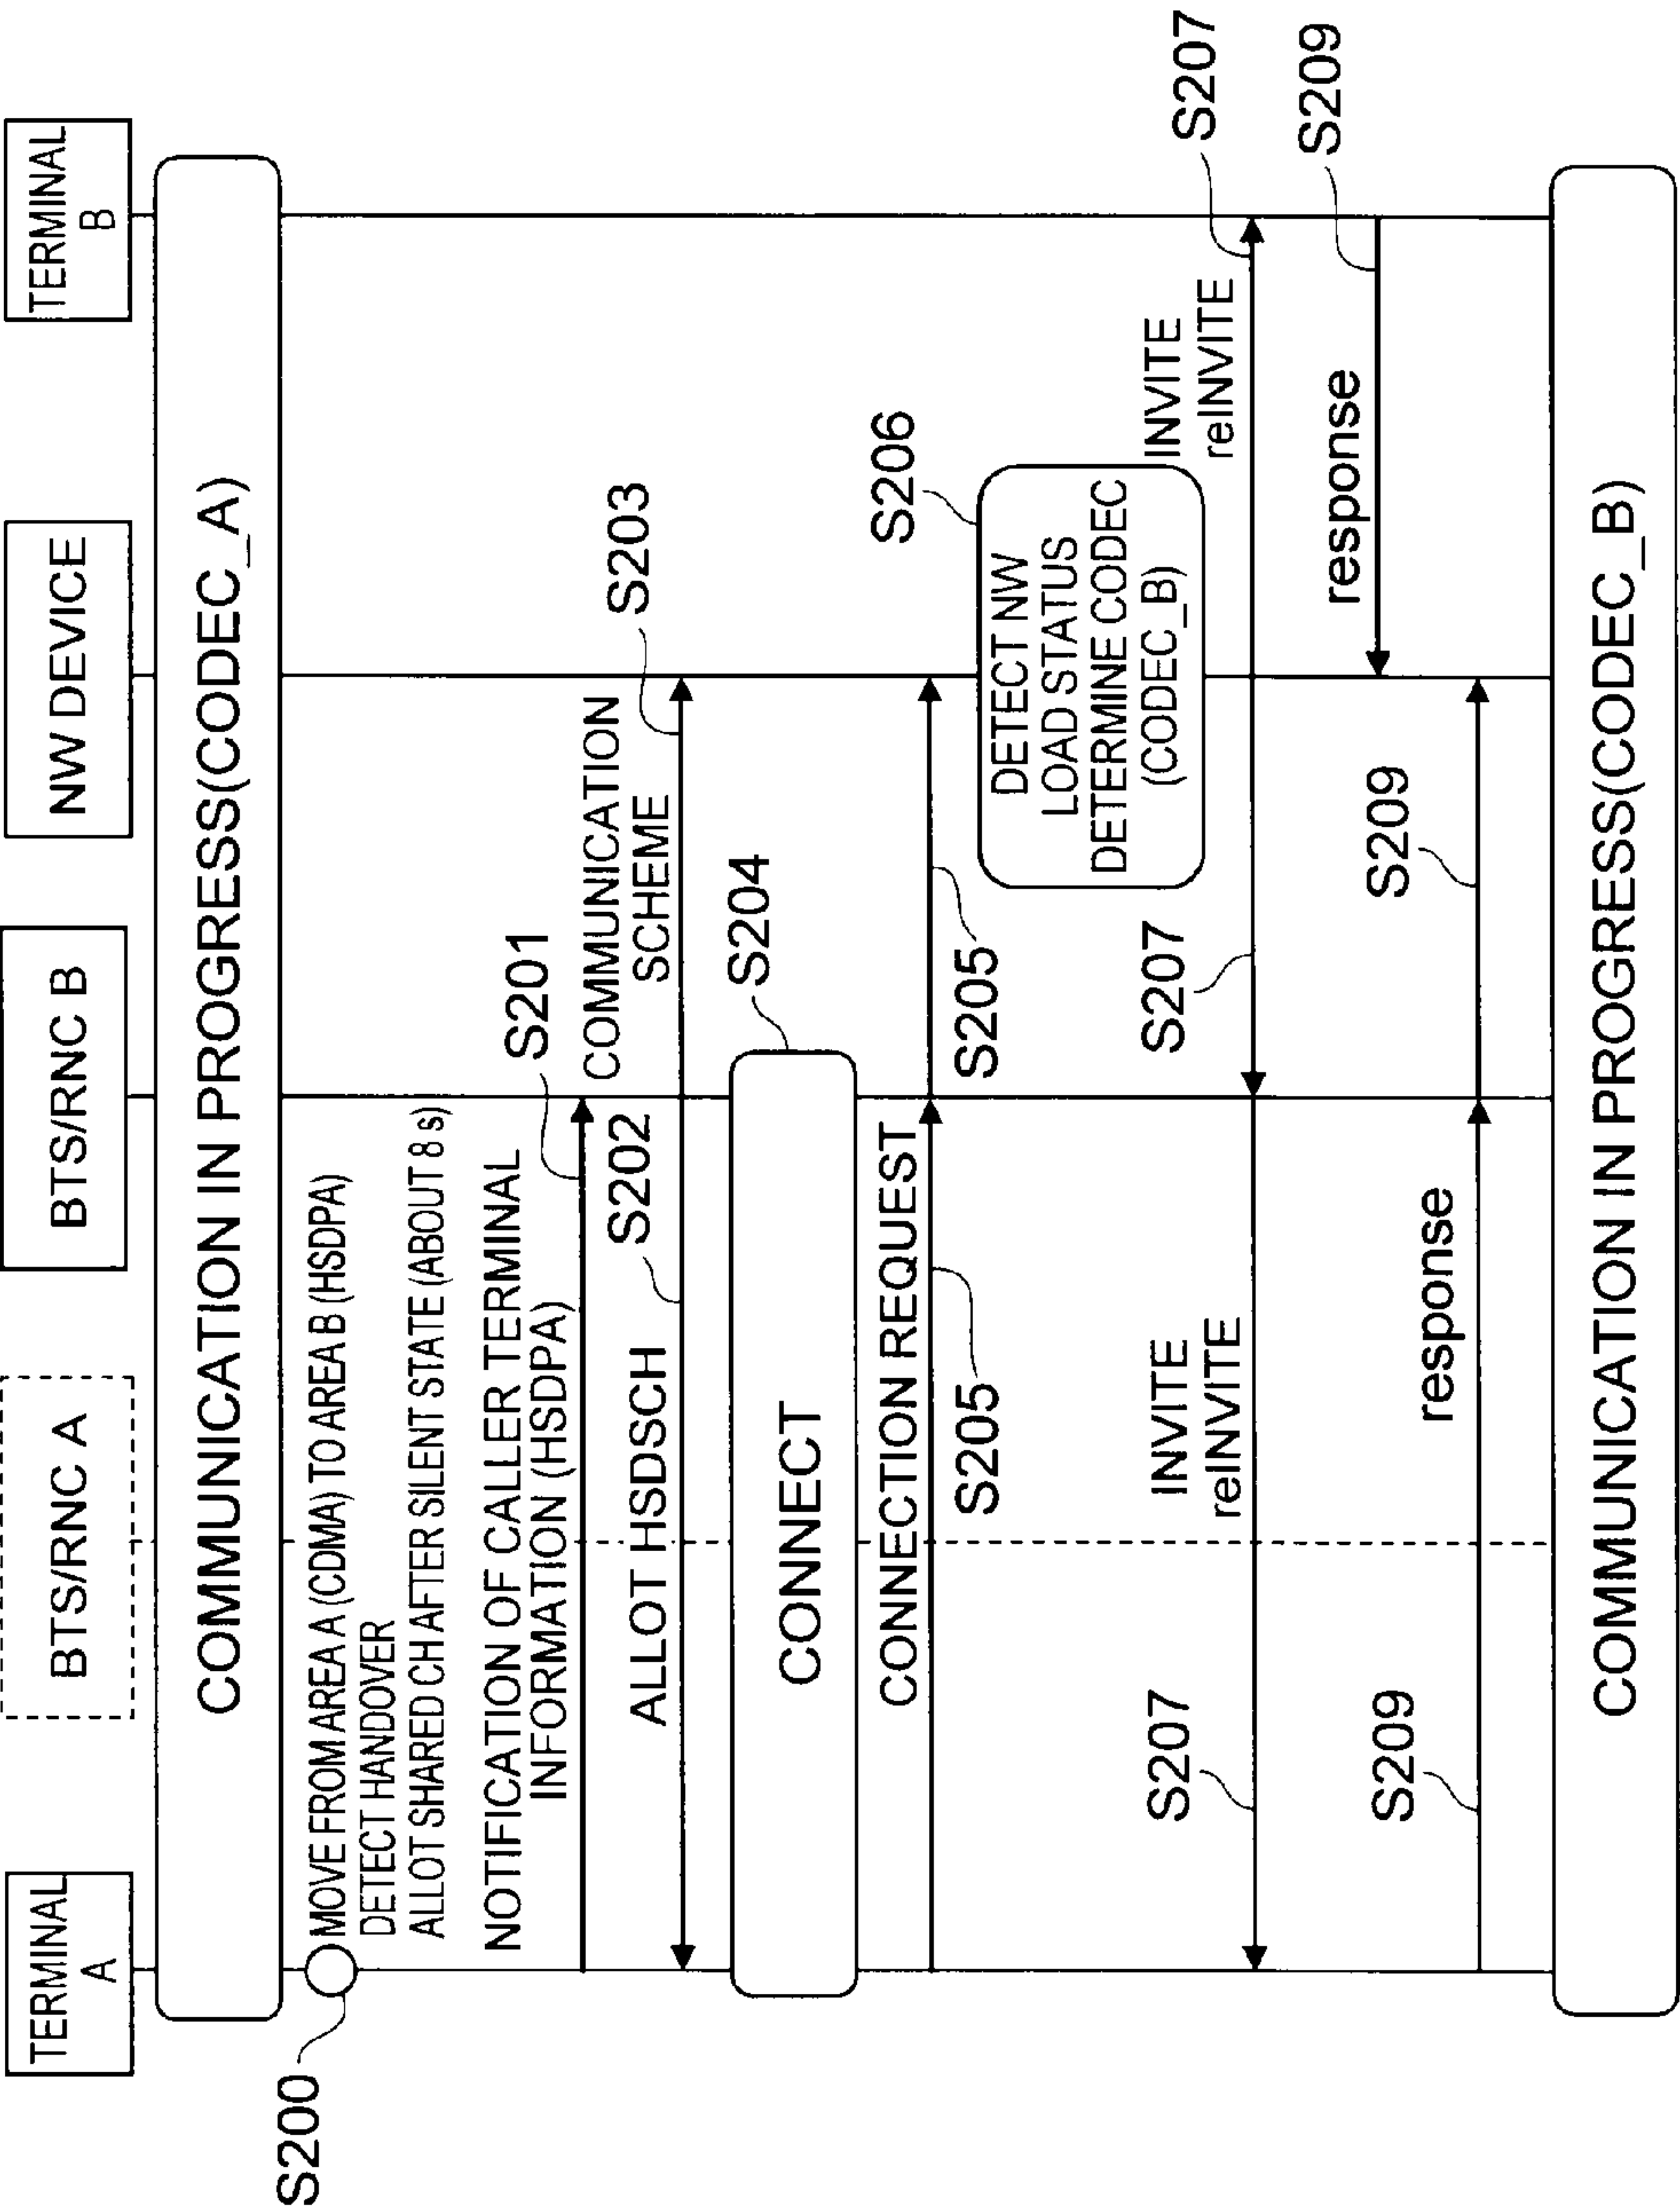 TERMINAL
A
BTS/RNC A
BTS/RNC B
NW DEVICE
TERMINAL
B
COMMUNICATION IN PROGRESS(CODEC_A)
S200
MOVE FROM AREA A (CDMA) TO AREA B (HSDPA)
DETECT HANDOVER
ALLOT SHARED CH AFTER SILENT STATE (ABOUT 8 s)
NOTIFICATION OF CALLER TERMINAL
INFORMATION (HSDPA)
S201
ALLOT HSDSCH
S202
COMMUNICATION
SCHEME
S203
CONNECT
S204
CONNECTION REQUEST
S205
S205
S206
DETECT NW
LOAD STATUS
DETERMINE CODEC
(CODEC_B)
S207
INVITE
reINVITE
S207
INVITE
reINVITE
S207
response
S209
S209
response
S209
COMMUNICATION IN PROGRESS(CODEC_B)